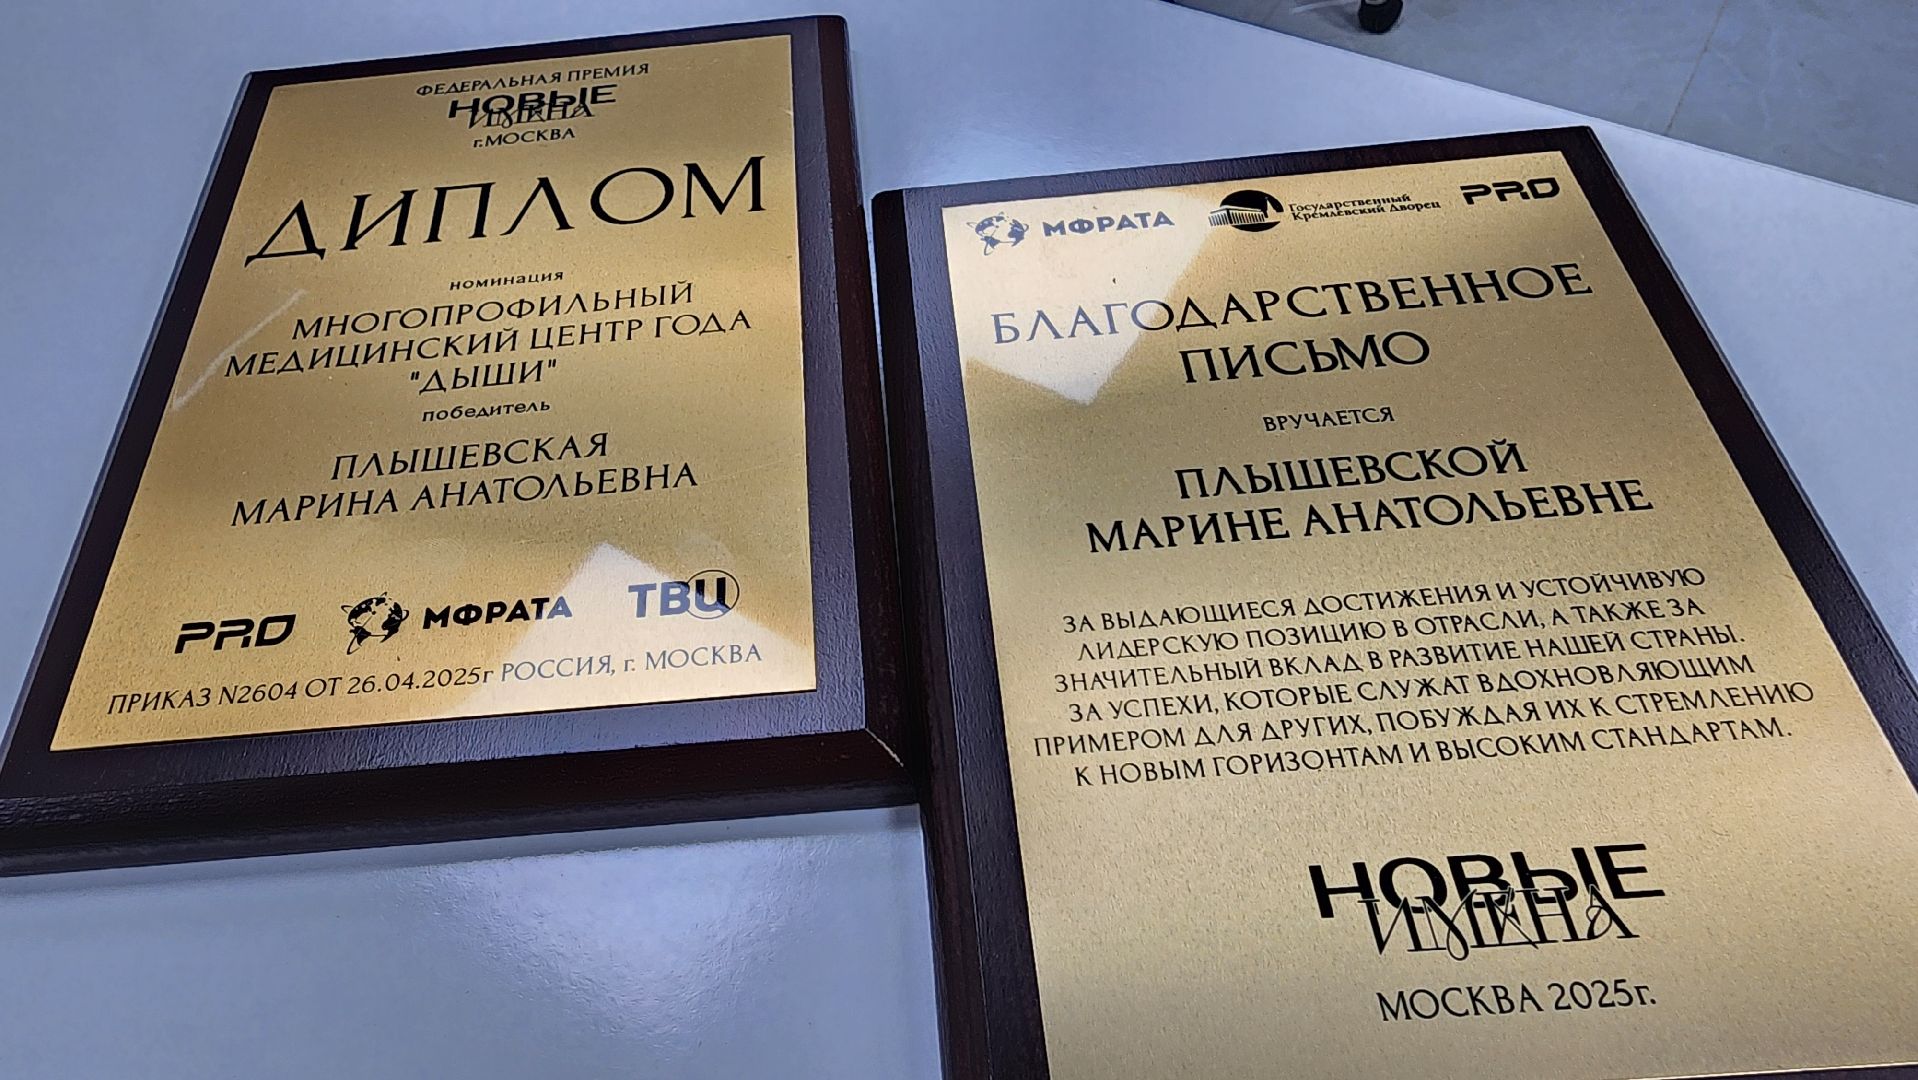 ФЕДЕРАЛЬНАЯ ПРЕМИЯ
НОВЫЕ
ИМЕНА
г.МОСКВА
ДИПЛОМ
номинация
МНОГОПРОФИЛЬНЫЙ
МЕДИЦИНСКИЙ ЦЕНТР ГОДА
"ДЫШИ"
победитель
ПЛЫШЕВСКАЯ
МАРИНА АНАТОЛЬЕВНА
PRO МФРАТА ТВЦ
ПРИКАЗ N2604 ОТ 26.04.2025г РОССИЯ, г. МОСКВА
МФРАТА Государственный Кремлевский Дворец PRO
БЛАГОДАРСТВЕННОЕ
ПИСЬМО
ВРУЧАЕТСЯ
ПЛЫШЕВСКОЙ
МАРИНЕ АНАТОЛЬЕВНЕ
ЗА ВЫДАЮЩИЕСЯ ДОСТИЖЕНИЯ И УСТОЙЧИВУЮ
ЛИДЕРСКУЮ ПОЗИЦИЮ В ОТРАСЛИ, А ТАКЖЕ ЗА
ЗНАЧИТЕЛЬНЫЙ ВКЛАД В РАЗВИТИЕ НАШЕЙ СТРАНЫ.
ЗА УСПЕХИ, КОТОРЫЕ СЛУЖАТ ВДОХНОВЛЯЮЩИМ
ПРИМЕРОМ ДЛЯ ДРУГИХ, ПОБУЖДАЯ ИХ К СТРЕМЛЕНИЮ
К НОВЫМ ГОРИЗОНТАМ И ВЫСОКИМ СТАНДАРТАМ.
НОВЫЕ
ИМЕНА
МОСКВА 2025г.